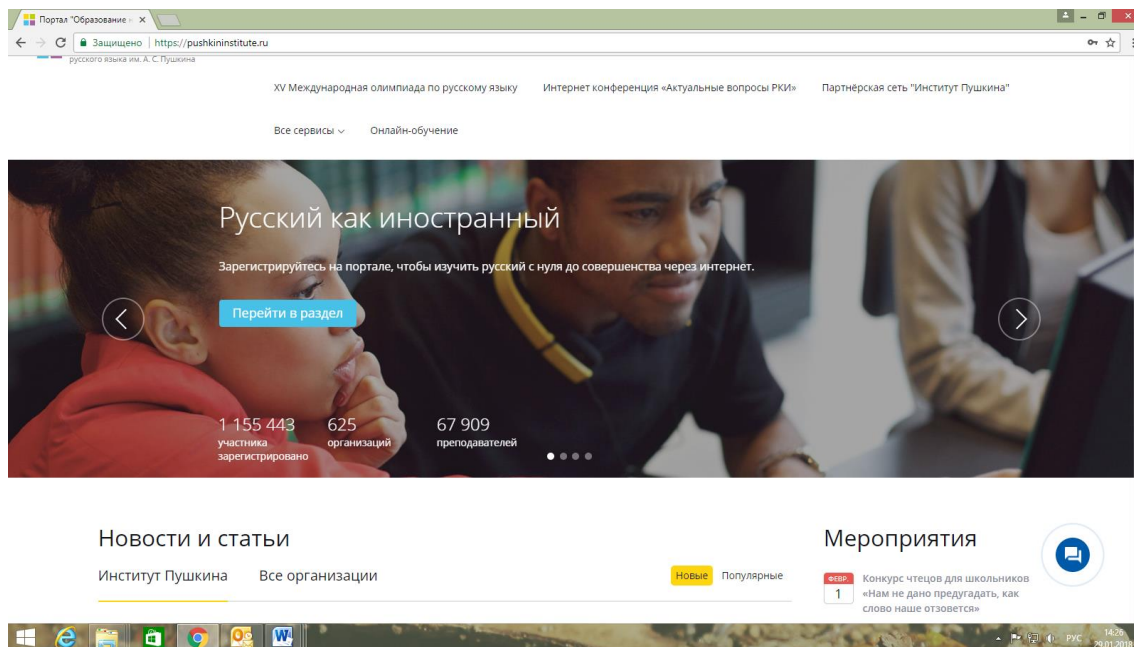 Портал "Образование н
Защищено https://pushkininstitute.ru
русского языка им. А. С. Пушкина
XV Международная олимпиада по русскому языку Интернет конференция «Актуальные вопросы РКИ» Партнёрская сеть "Институт Пушкина"
Все сервисы Онлайн-обучение
Русский как иностранный
Зарегистрируйтесь на портале, чтобы изучить русский с нуля до совершенства через интернет.
Перейти в раздел
1 155 443 625 67 909
участника организаций преподавателей
зарегистрировано
Новости и статьи
Мероприятия
Институт Пушкина Все организации Новые Популярные
ФЕВР.
1
Конкурс чтецов для школьников
«Нам не дано предугадать, как
слово наше отзовется»
РУС
14:26
29.01.2018